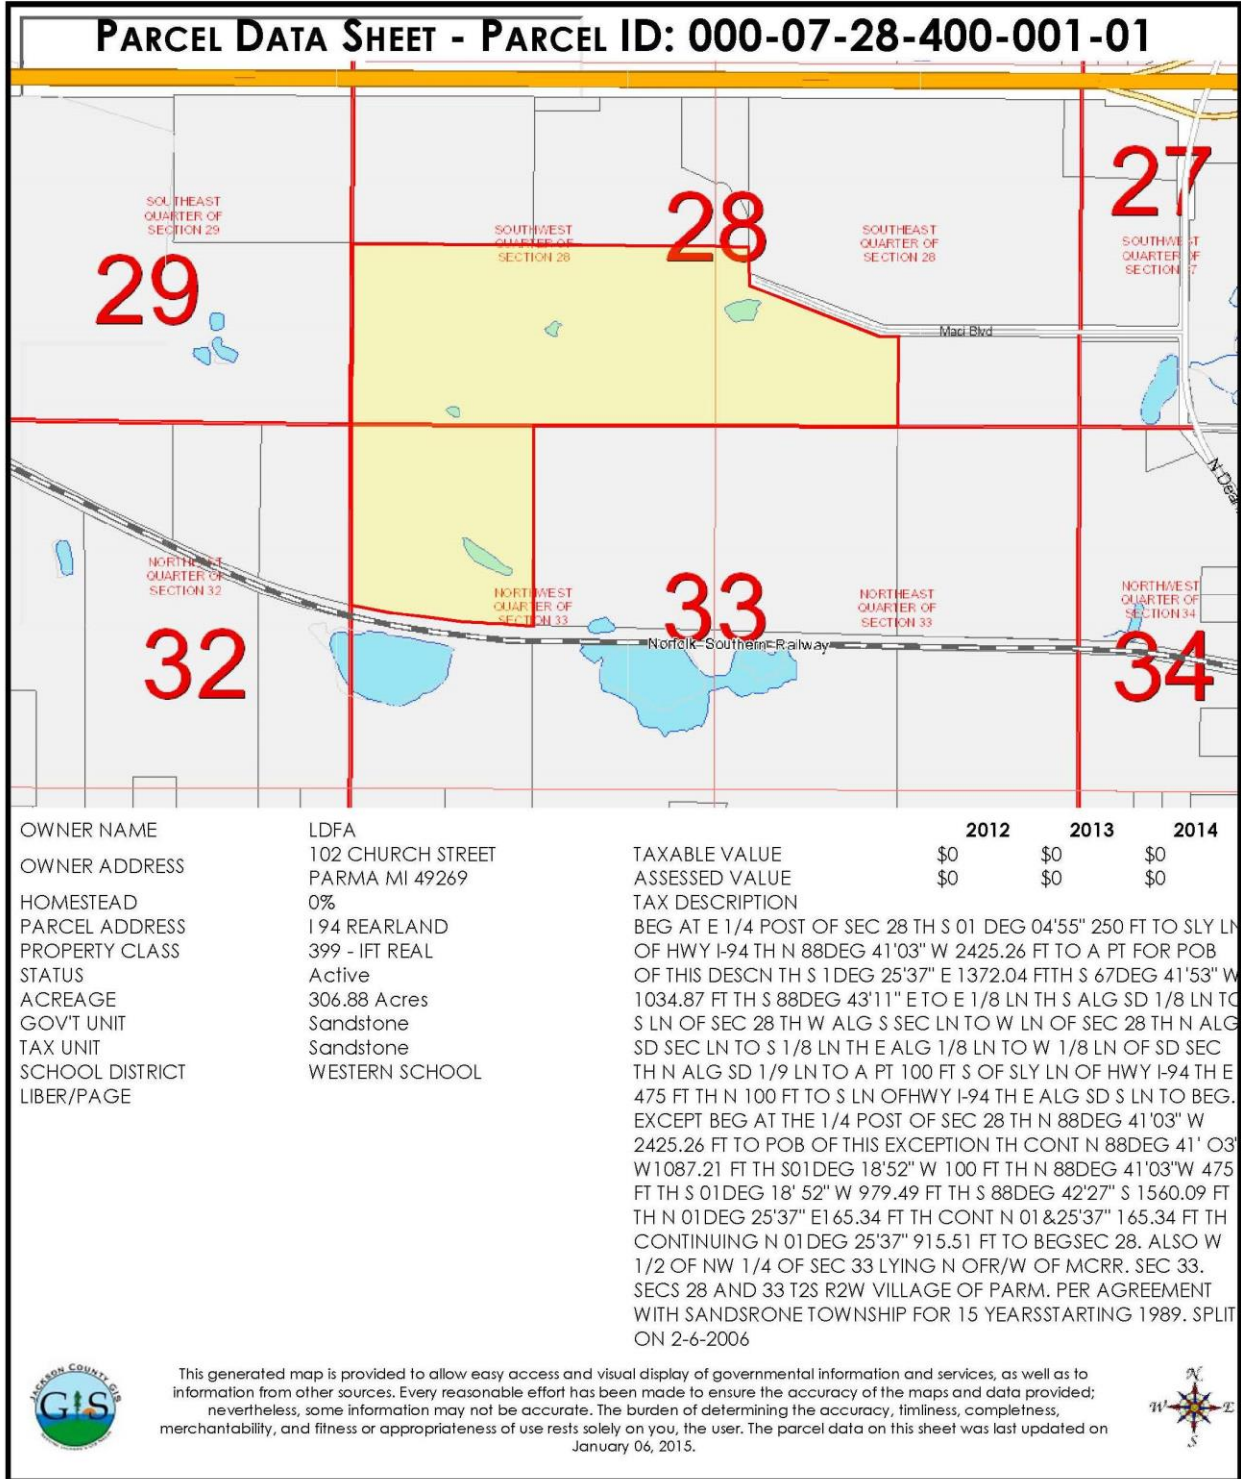 PARCEL DATA SHEET - PARCEL ID: 000-07-28-400-001-01
SOUTHEAST
QUARTER OF
SECTION 29
29
SOUTHWEST
QUARTER OF
SECTION 28
28
SOUTHEAST
QUARTER OF
SECTION 28
27
SOUTHWEST
QUARTER OF
SECTION 27
Maci Blvd
N Dear
NORTHEAST
QUARTER OF
SECTION 32
32
NORTHWEST
QUARTER OF
SECTION 33
33
NORTHEAST
QUARTER OF
SECTION 33
NORTHWEST
QUARTER OF
SECTION 34
34
Norfolk-Southern-Railway
OWNER NAME LDFA
OWNER ADDRESS 102 CHURCH STREET
PARMA MI 49269
HOMESTEAD 0%
PARCEL ADDRESS I 94 REARLAND
PROPERTY CLASS 399 - IFT REAL
STATUS Active
ACREAGE 306.88 Acres
GOV'T UNIT Sandstone
TAX UNIT Sandstone
SCHOOL DISTRICT WESTERN SCHOOL
LIBER/PAGE
2012 2013 2014
TAXABLE VALUE $0 $0 $0
ASSESSED VALUE $0 $0 $0
TAX DESCRIPTION
BEG AT E 1/4 POST OF SEC 28 TH S 01 DEG 04'55" 250 FT TO SLY LN
OF HWY I-94 TH N 88DEG 41'03" W 2425.26 FT TO A PT FOR POB
OF THIS DESCN TH S 1DEG 25'37" E 1372.04 FTTH S 67DEG 41'53" W
1034.87 FT TH S 88DEG 43'11" E TO E 1/8 LN TH S ALG SD 1/8 LN TO
S LN OF SEC 28 TH W ALG S SEC LN TO W LN OF SEC 28 TH N ALG
SD SEC LN TO S 1/8 LN TH E ALG 1/8 LN TO W 1/8 LN OF SD SEC
TH N ALG SD 1/9 LN TO A PT 100 FT S OF SLY LN OF HWY I-94 TH E
475 FT TH N 100 FT TO S LN OFHWY I-94 TH E ALG SD S LN TO BEG.
EXCEPT BEG AT THE 1/4 POST OF SEC 28 TH N 88DEG 41'03" W
2425.26 FT TO POB OF THIS EXCEPTION TH CONT N 88DEG 41' O3"
W1087.21 FT TH S01DEG 18'52" W 100 FT TH N 88DEG 41'03"W 475
FT TH S 01DEG 18' 52" W 979.49 FT TH S 88DEG 42'27" S 1560.09 FT
TH N 01DEG 25'37" E165.34 FT TH CONT N 01&25'37" 165.34 FT TH
CONTINUING N 01DEG 25'37" 915.51 FT TO BEGSEC 28. ALSO W
1/2 OF NW 1/4 OF SEC 33 LYING N OFR/W OF MCRR. SEC 33.
SECS 28 AND 33 T2S R2W VILLAGE OF PARM. PER AGREEMENT
WITH SANDSRONE TOWNSHIP FOR 15 YEARSSTARTING 1989. SPLIT
ON 2-6-2006
JACKSON COUNTY GIS
GIS
This generated map is provided to allow easy access and visual display of governmental information and services, as well as to
information from other sources. Every reasonable effort has been made to ensure the accuracy of the maps and data provided;
nevertheless, some information may not be accurate. The burden of determining the accuracy, timliness, completness,
merchantability, and fitness or appropriateness of use rests solely on you, the user. The parcel data on this sheet was last updated on
January 06, 2015.
N
W E
S